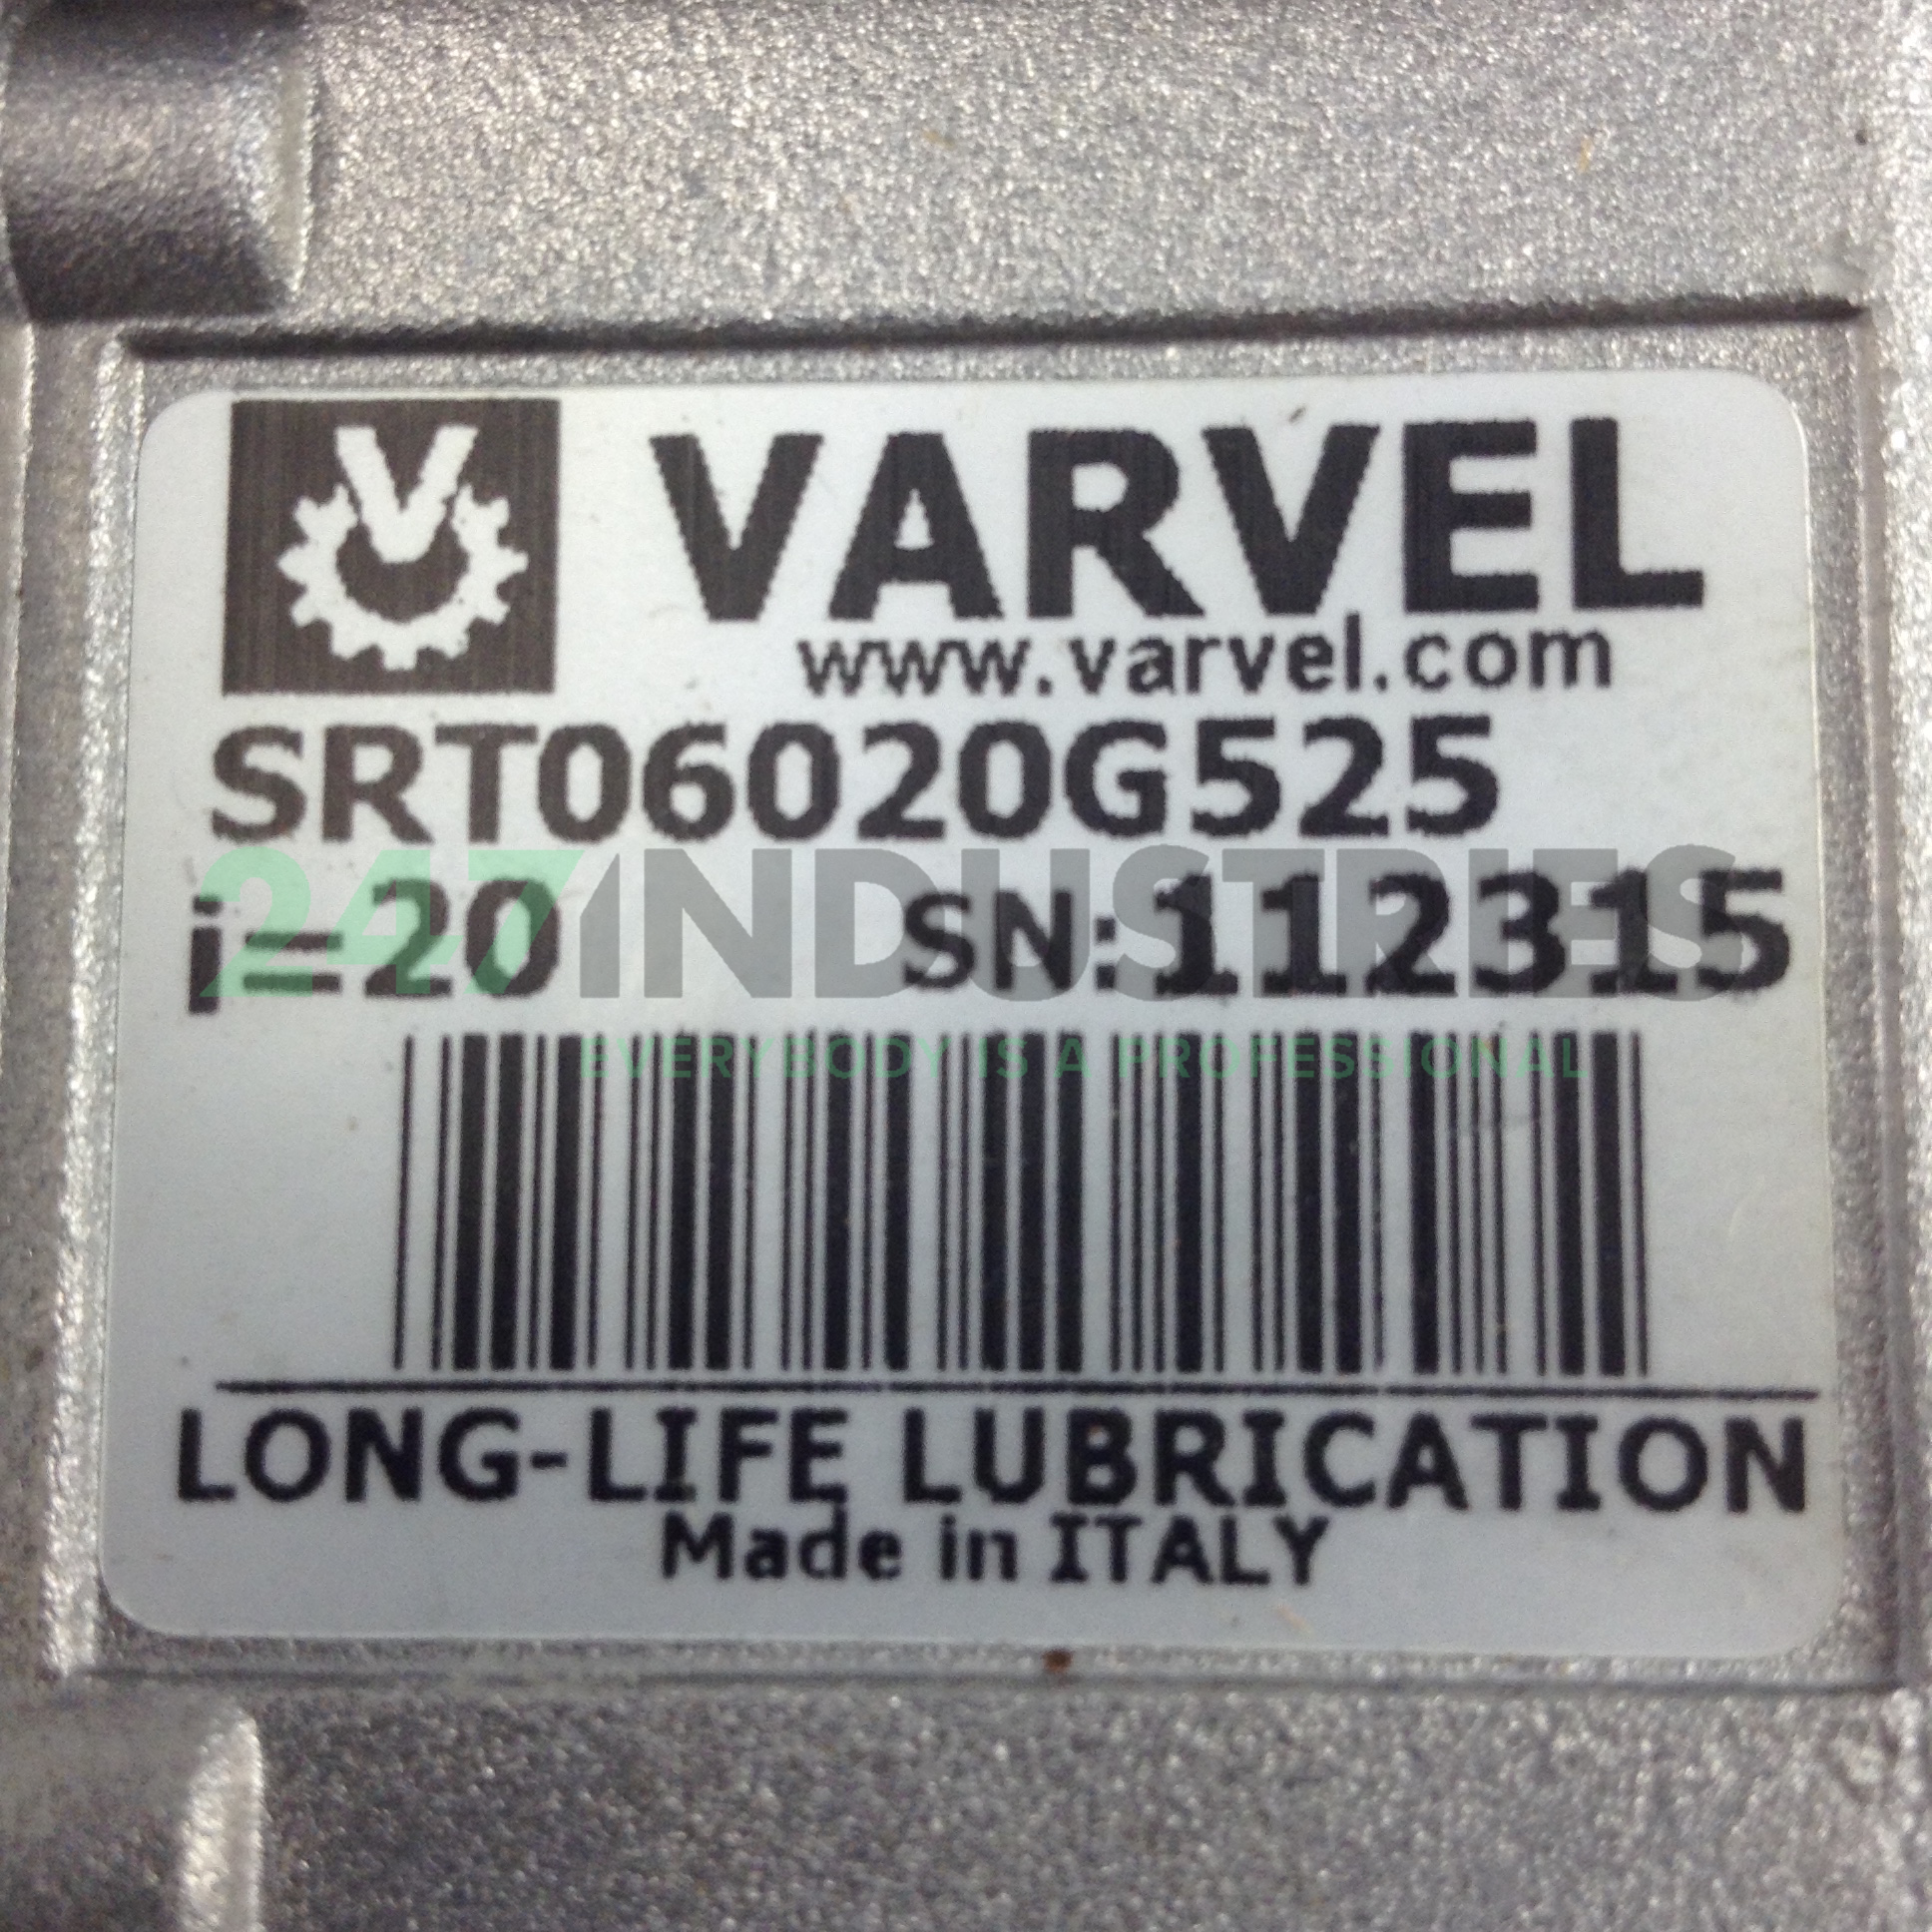 VARVEL
www.varvel.com
SRT06020G525
i=20 SN:112315
247INDUSTRIES
EVERYBODY IS A PROFESSIONAL
LONG-LIFE LUBRICATION
Made in ITALY